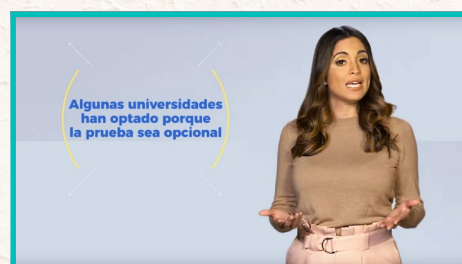 Algunas universidades
han optado porque
la prueba sea opcional